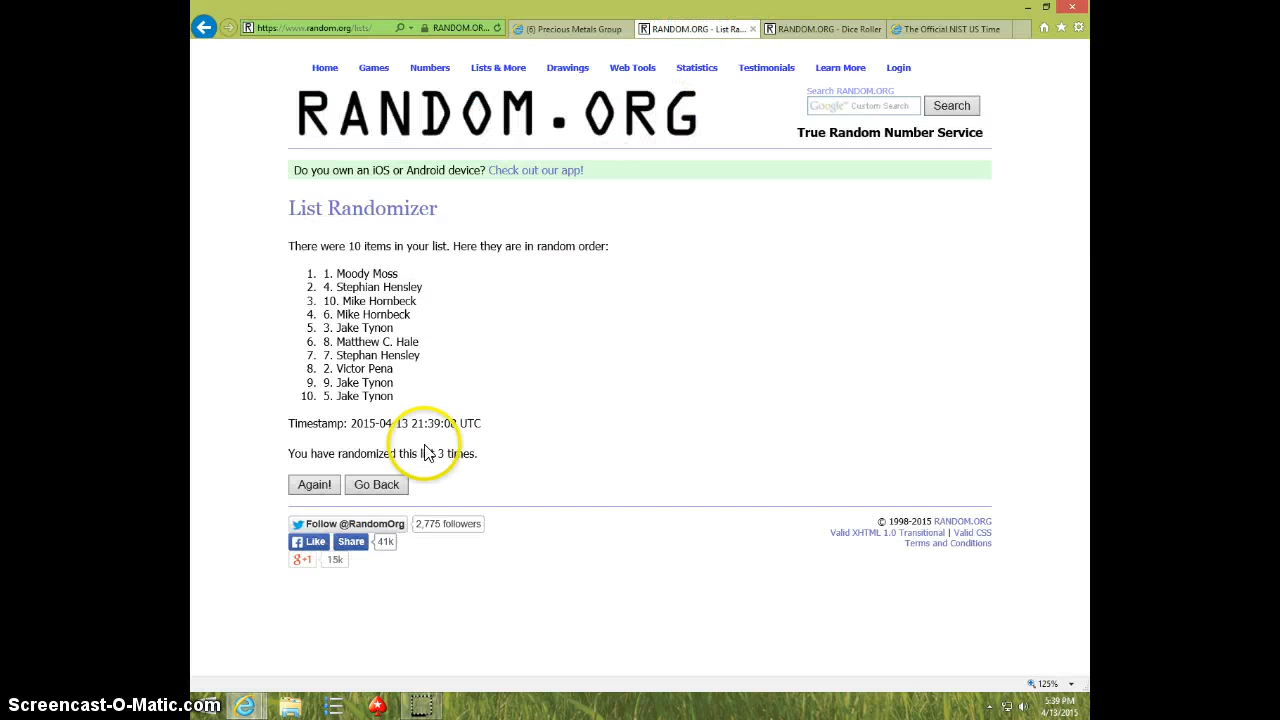 https://www.random.org/lists/
RANDOM.OR...
(6) Precious Metals Group
RANDOM.ORG - List Ra...
RANDOM.ORG - Dice Roller
The Official NIST US Time
Home Games Numbers Lists & More Drawings Web Tools Statistics Testimonials Learn More Login
RANDOM.ORG
Search RANDOM.ORG
Google™ Custom Search
Search
True Random Number Service
Do you own an iOS or Android device? Check out our app!
List Randomizer
There were 10 items in your list. Here they are in random order:
1. 1. Moody Moss
2. 4. Stephian Hensley
3. 10. Mike Hornbeck
4. 6. Mike Hornbeck
5. 3. Jake Tynon
6. 8. Matthew C. Hale
7. 7. Stephan Hensley
8. 2. Victor Pena
9. 9. Jake Tynon
10. 5. Jake Tynon
Timestamp: 2015-04-13 21:39:08 UTC
You have randomized this 3 times.
Again! Go Back
Follow @RandomOrg 2,775 followers
Like Share 41k
g+1 15k
© 1998-2015 RANDOM.ORG
Valid XHTML 1.0 Transitional | Valid CSS
Terms and Conditions
125%
5:39 PM
4/13/2015
Screencast-O-Matic.com